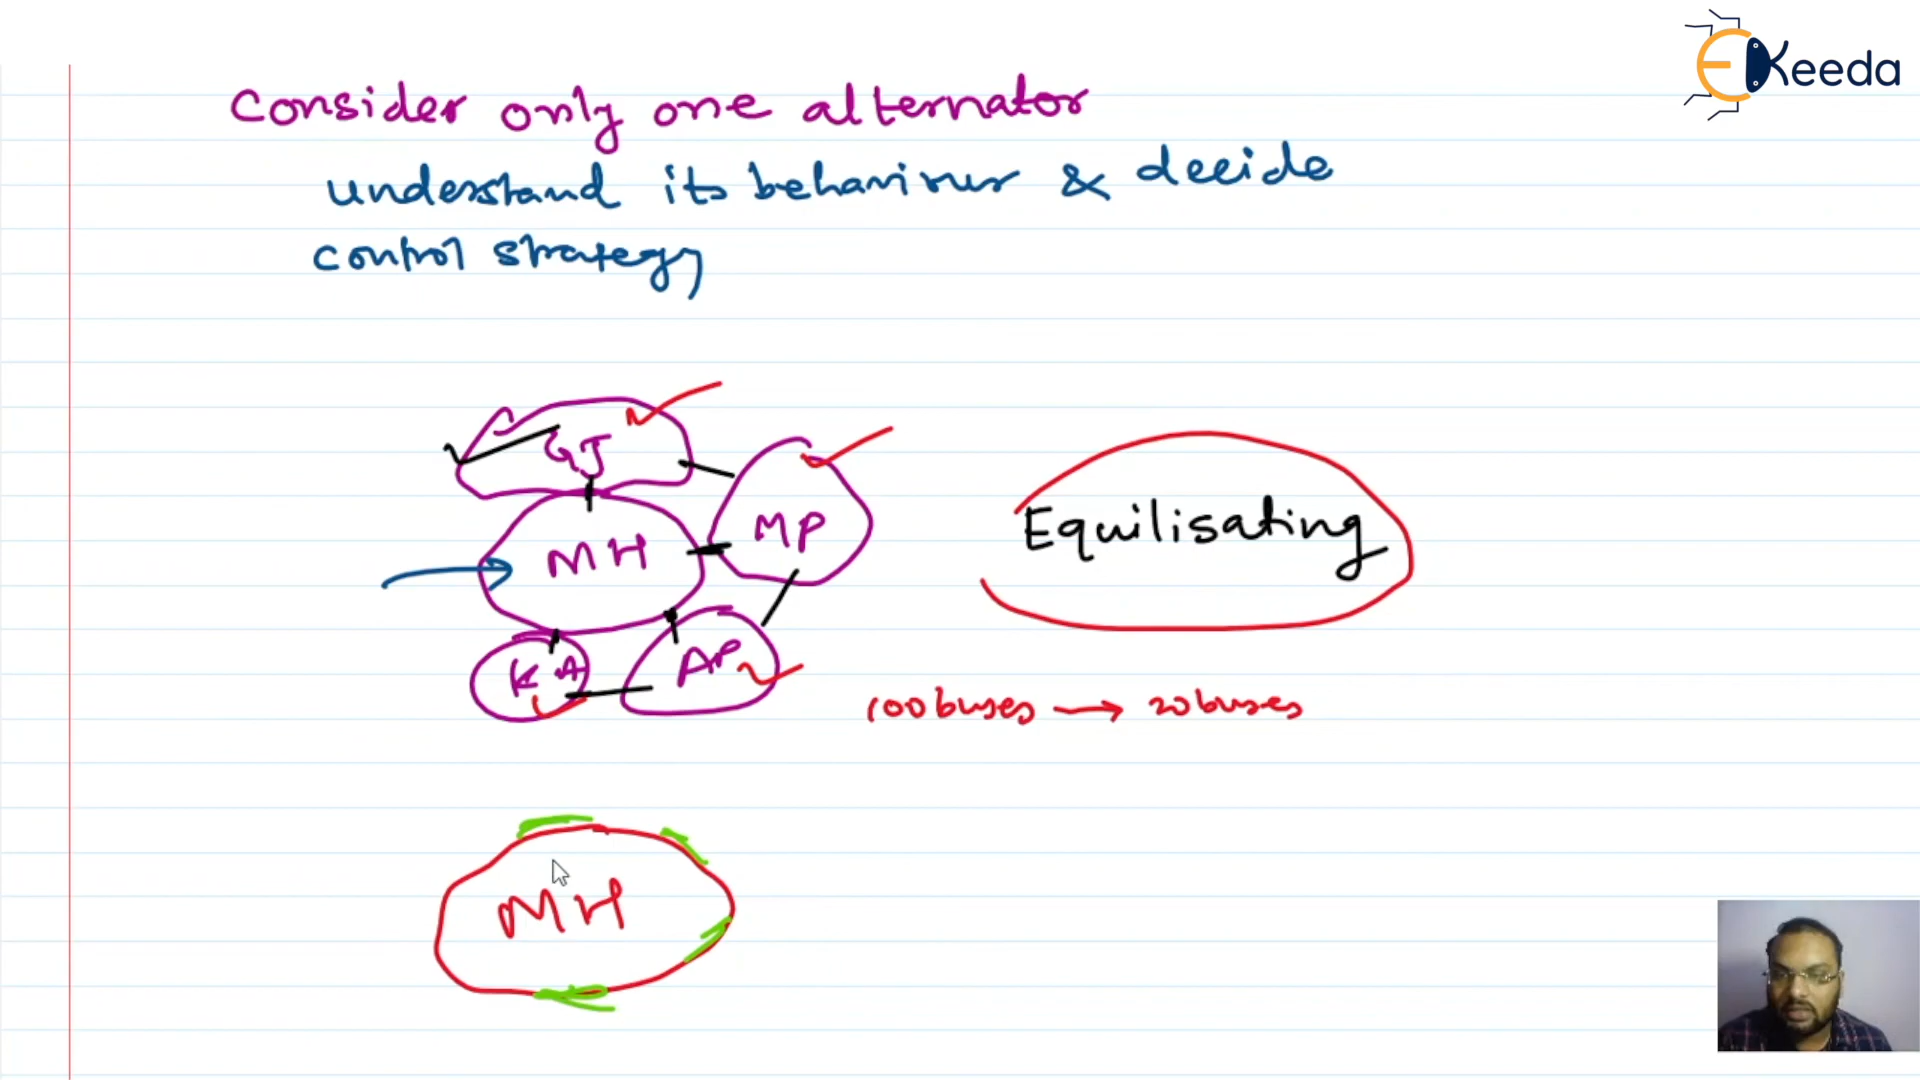 EKeeda
Consider only one alternator
understand its behaviour & decide
control strategy
GJ
MH
MP
KA
AP
Equilisating
100 buses → 20 buses
MH